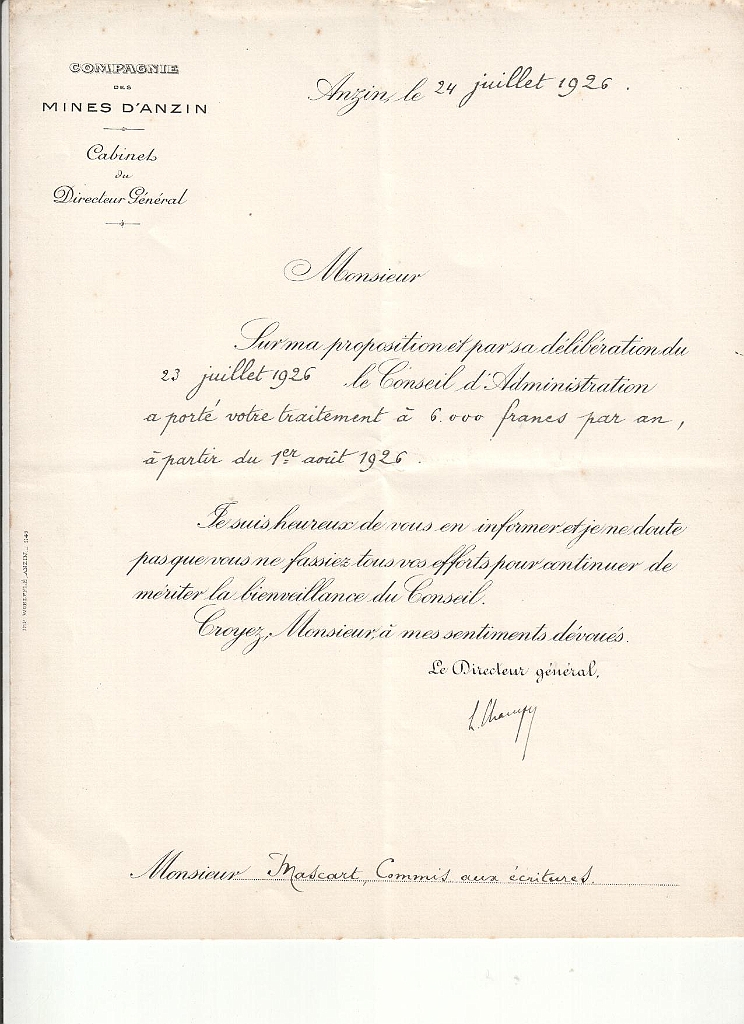 COMPAGNIE
DES
MINES D'ANZIN
Cabinet
du
Directeur Général
Anzin, le 24 juillet 1926.
Monsieur
Sur ma proposition et par sa délibération du
23 juillet 1926 le Conseil d'Administration
a porté votre traitement à 6.000 francs par an,
à partir du 1er août 1926.
Je suis heureux de vous en informer et je ne doute
pas que vous ne fassiez tous vos efforts pour continuer de
mériter la bienveillance du Conseil.
Croyez, Monsieur, à mes sentiments dévoués.
Le Directeur général,
L. Champy
Monsieur Mascart, Commis aux écritures.